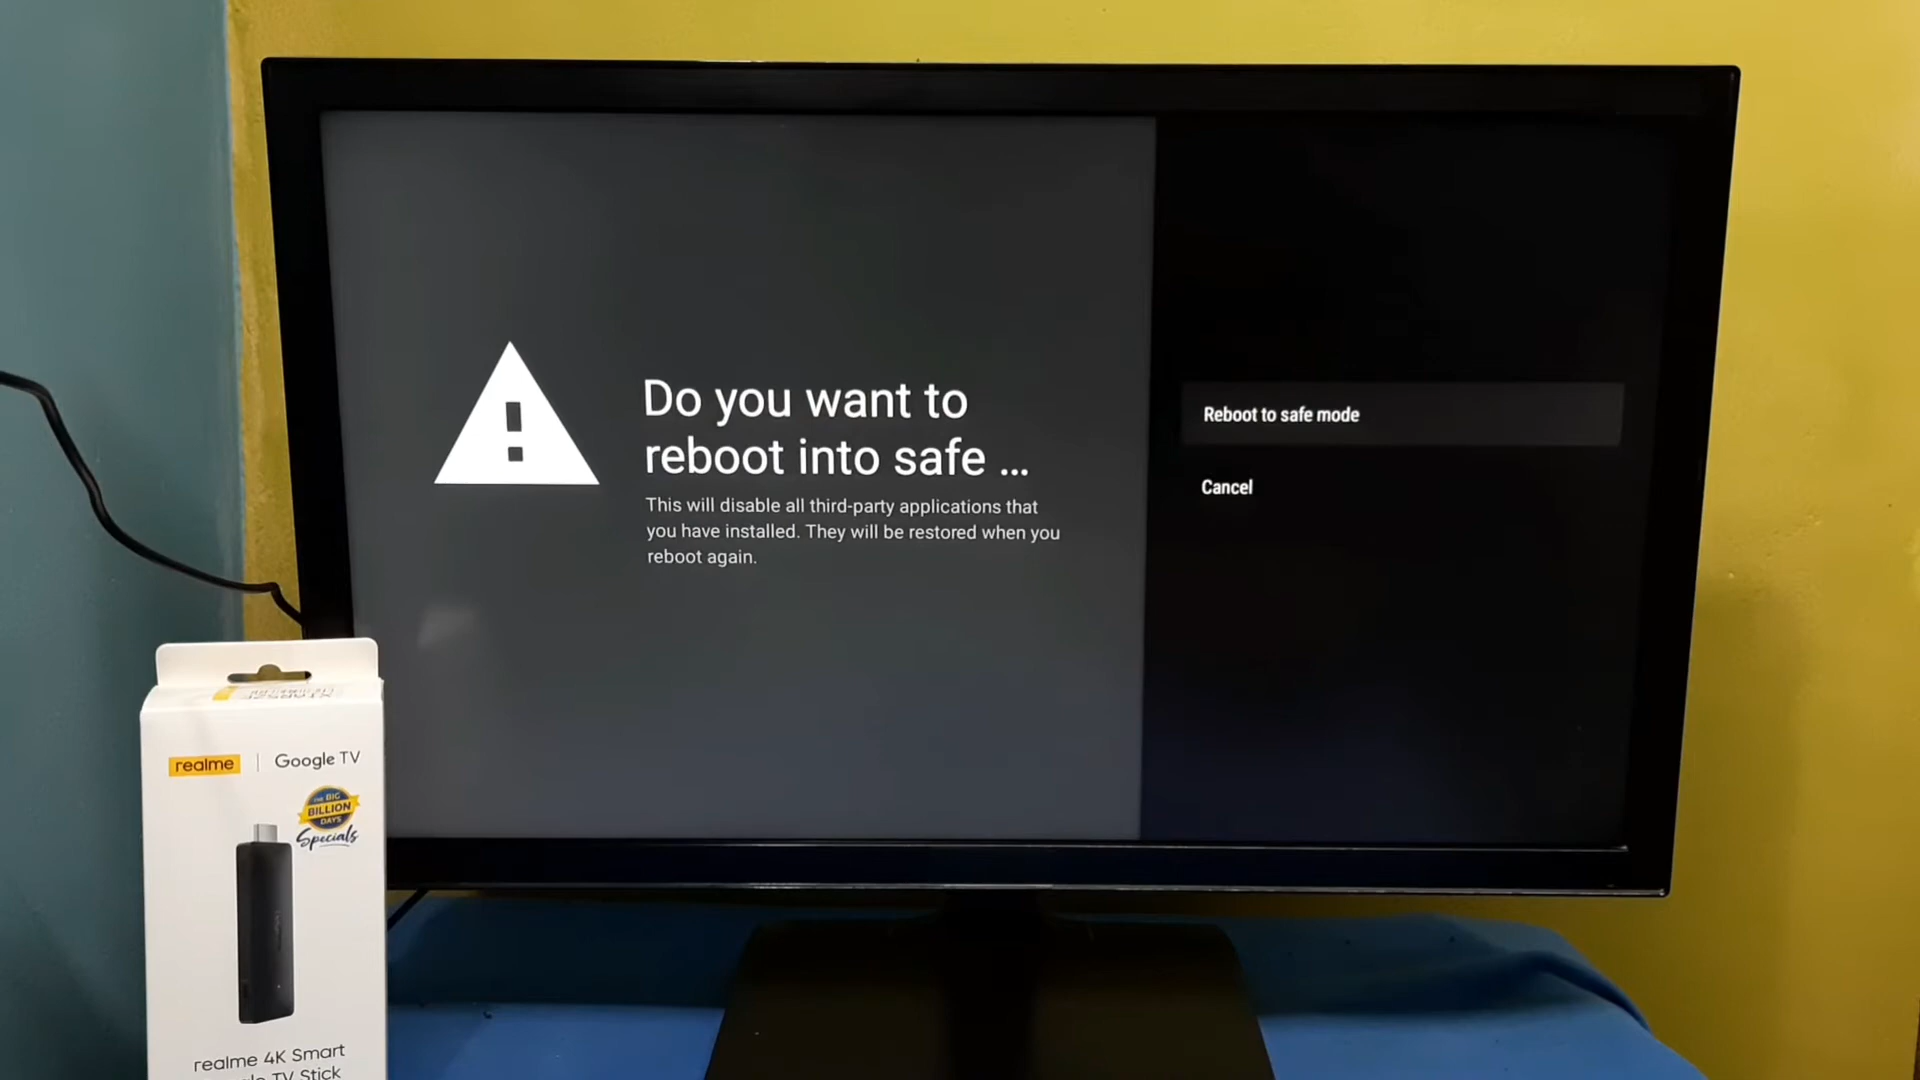 Do you want to
reboot into safe ...
This will disable all third-party applications that
you have installed. They will be restored when you
reboot again.
Reboot to safe mode
Cancel
realme | Google TV
THE BIG
BILLION
DAYS
Specials
realme 4K Smart
TV Stick